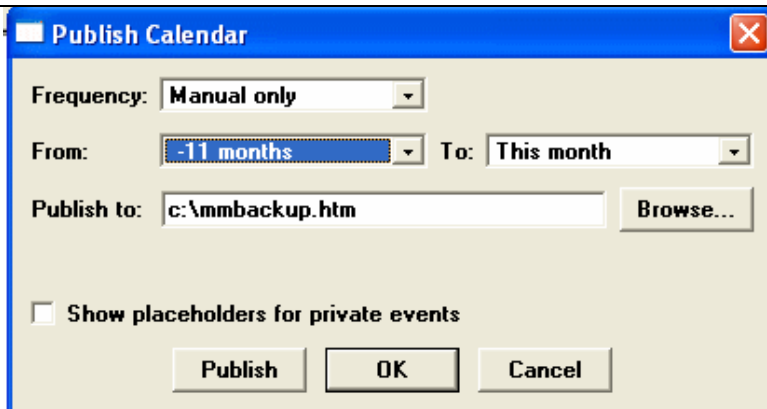 Publish Calendar
Frequency: Manual only
From: -11 months To: This month
Publish to: c:\mmbackup.htm Browse...
Show placeholders for private events
Publish OK Cancel